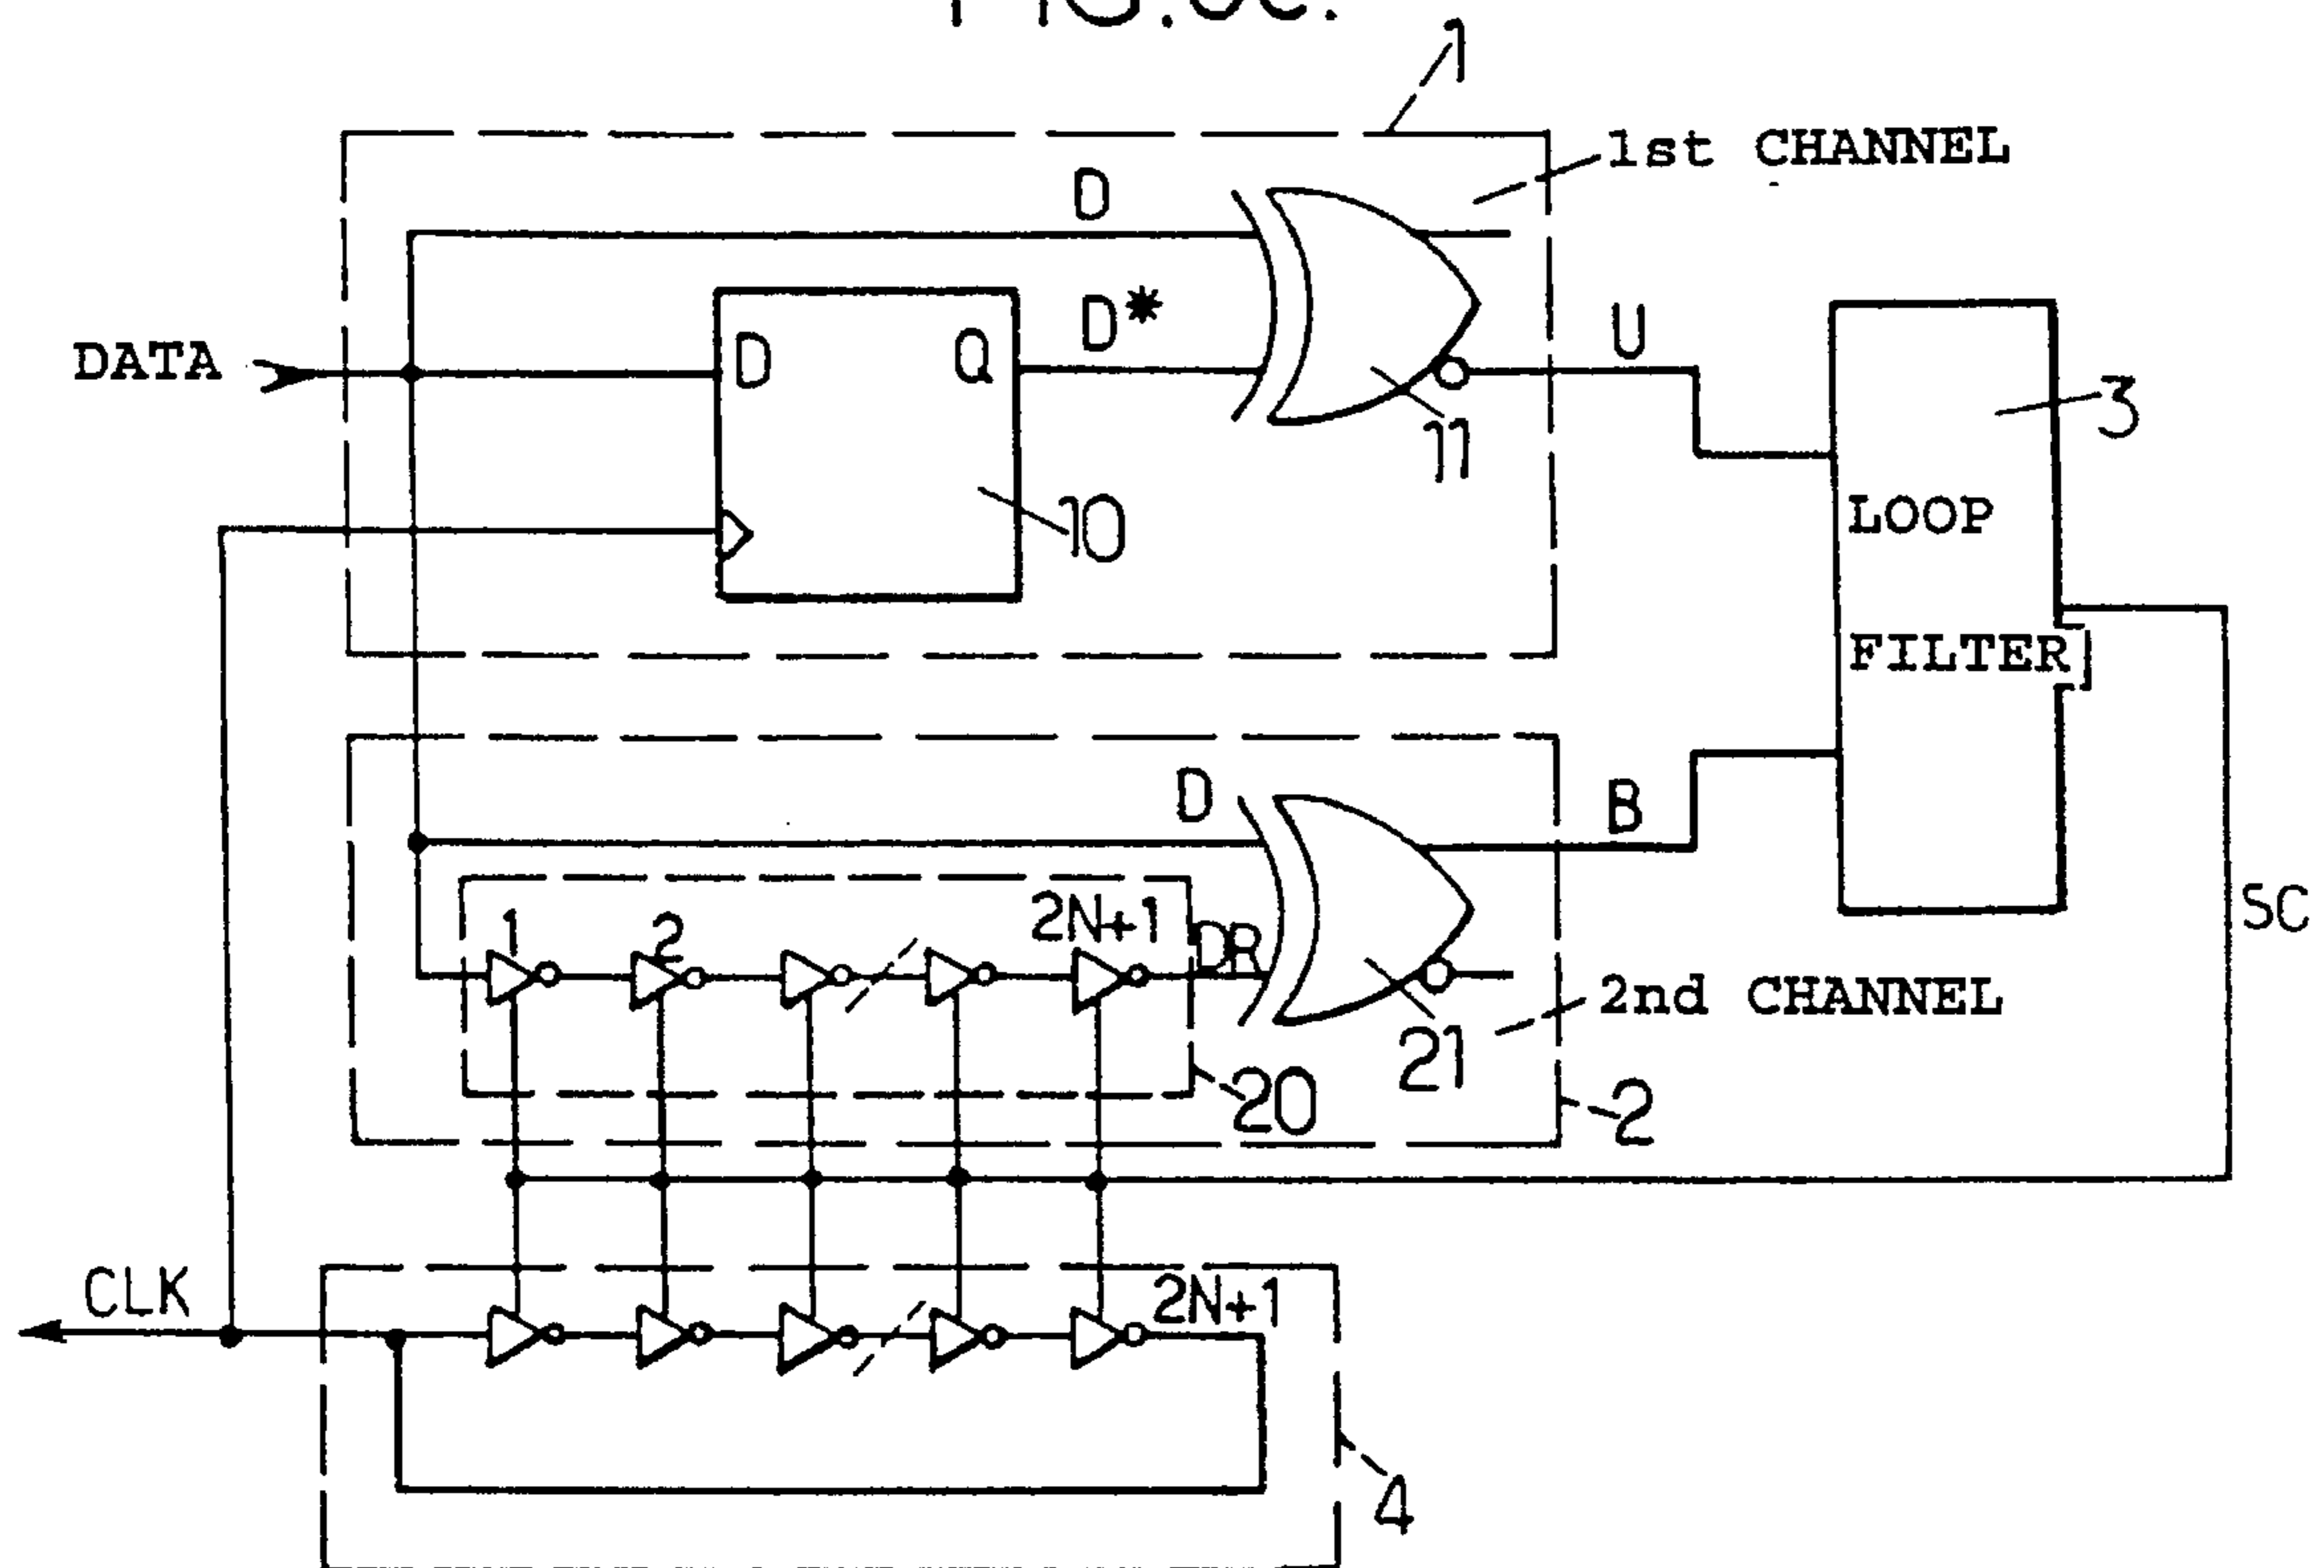 1
1st CHANNEL
D
DATA
D
Q
D*
U
11
10
3
LOOP
FILTER
D
B
1
2
2N+1
DR
SC
2nd CHANNEL
21
20
2
CLK
2N+1
4